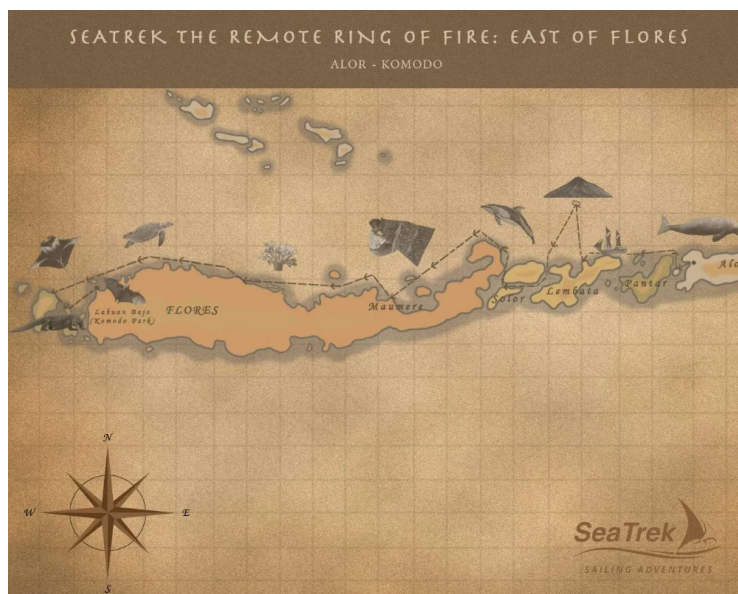 SEATREK THE REMOTE RING OF FIRE: EAST OF FLORES
ALOR - KOMODO
Alo
Solor
Lembata
Pantar
Maumere
FLORES
Labuan Bajo
(Komodo Park)
N
W
E
S
SeaTrek
SAILING ADVENTURES